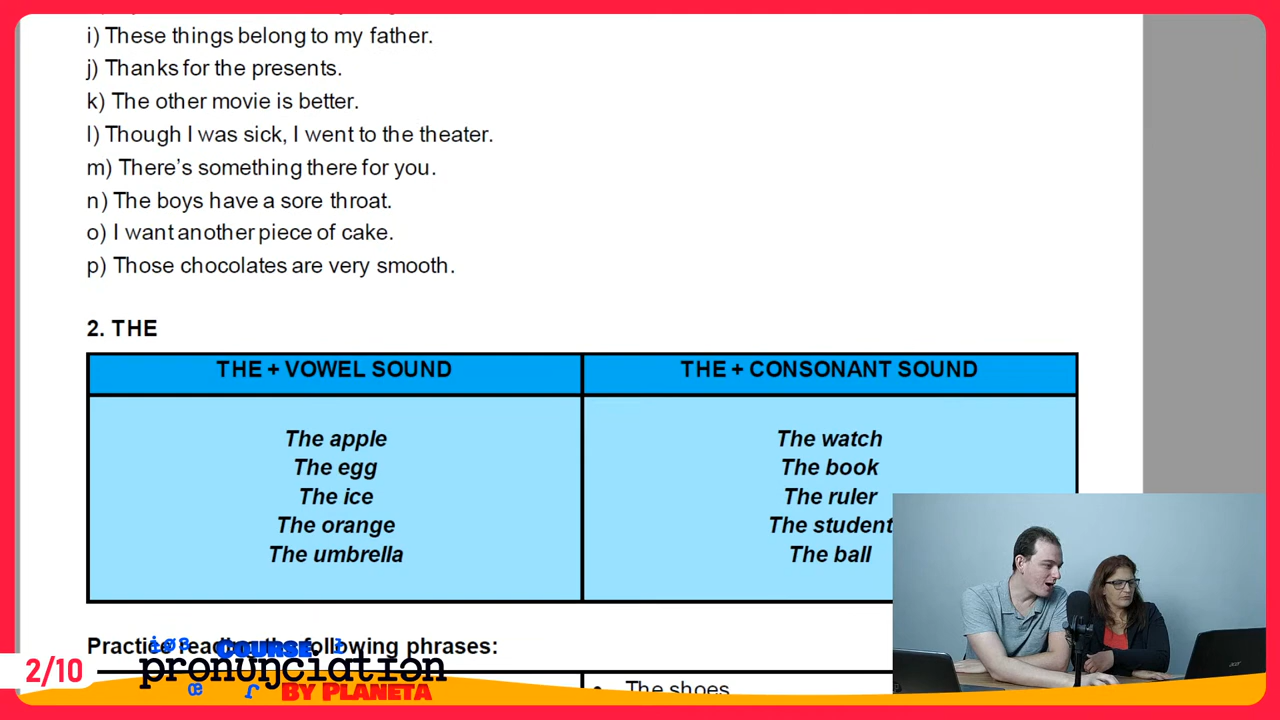 i) These things belong to my father.
j) Thanks for the presents.
k) The other movie is better.
l) Though I was sick, I went to the theater.
m) There's something there for you.
n) The boys have a sore throat.
o) I want another piece of cake.
p) Those chocolates are very smooth.
2. THE
THE + VOWEL SOUND
The apple
The egg
The ice
The orange
The umbrella
THE + CONSONANT SOUND
The watch
The book
The ruler
The student
The ball
Practice reading the following phrases:
• The shoes
2/10
COURSE
pronunciation
BY PLANETA
acer